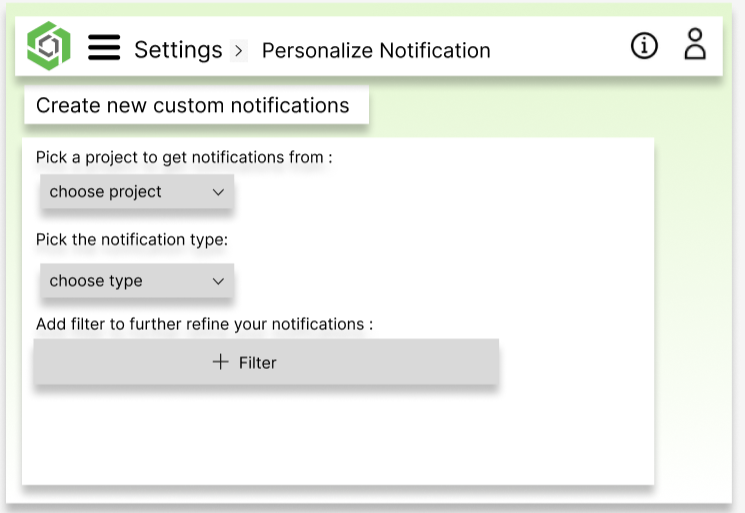 Settings > Personalize Notification
Create new custom notifications
Pick a project to get notifications from :
choose project
Pick the notification type:
choose type
Add filter to further refine your notifications :
+ Filter